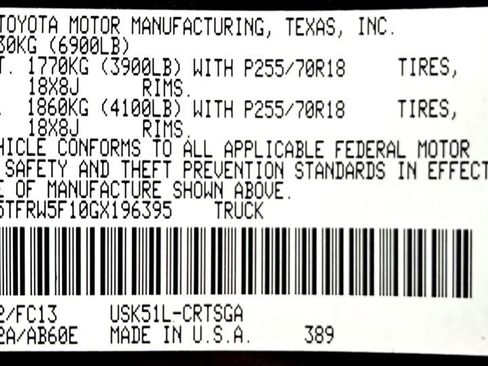 TOYOTA MOTOR MANUFACTURING, TEXAS, INC.
30KG (6900LB)
T. 1770KG (3900LB) WITH P255/70R18 TIRES,
18X8J RIMS.
. 1860KG (4100LB) WITH P255/70R18 TIRES,
18X8J RIMS.
HICLE CONFORMS TO ALL APPLICABLE FEDERAL MOTOR
SAFETY AND THEFT PREVENTION STANDARDS IN EFFECT
E OF MANUFACTURE SHOWN ABOVE.
5TFRW5F10GX196395 TRUCK
2/FC13 USK51L-CRTSGA
2A/AB60E MADE IN U.S.A. 389